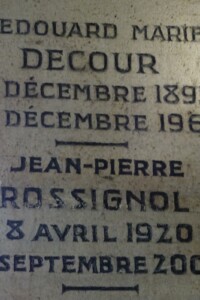 EDOUARD MARIE
DECOUR
DÉCEMBRE 189
DÉCEMBRE 196
JEAN-PIERRE
ROSSIGNOL
8 AVRIL 1920
SEPTEMBRE 200